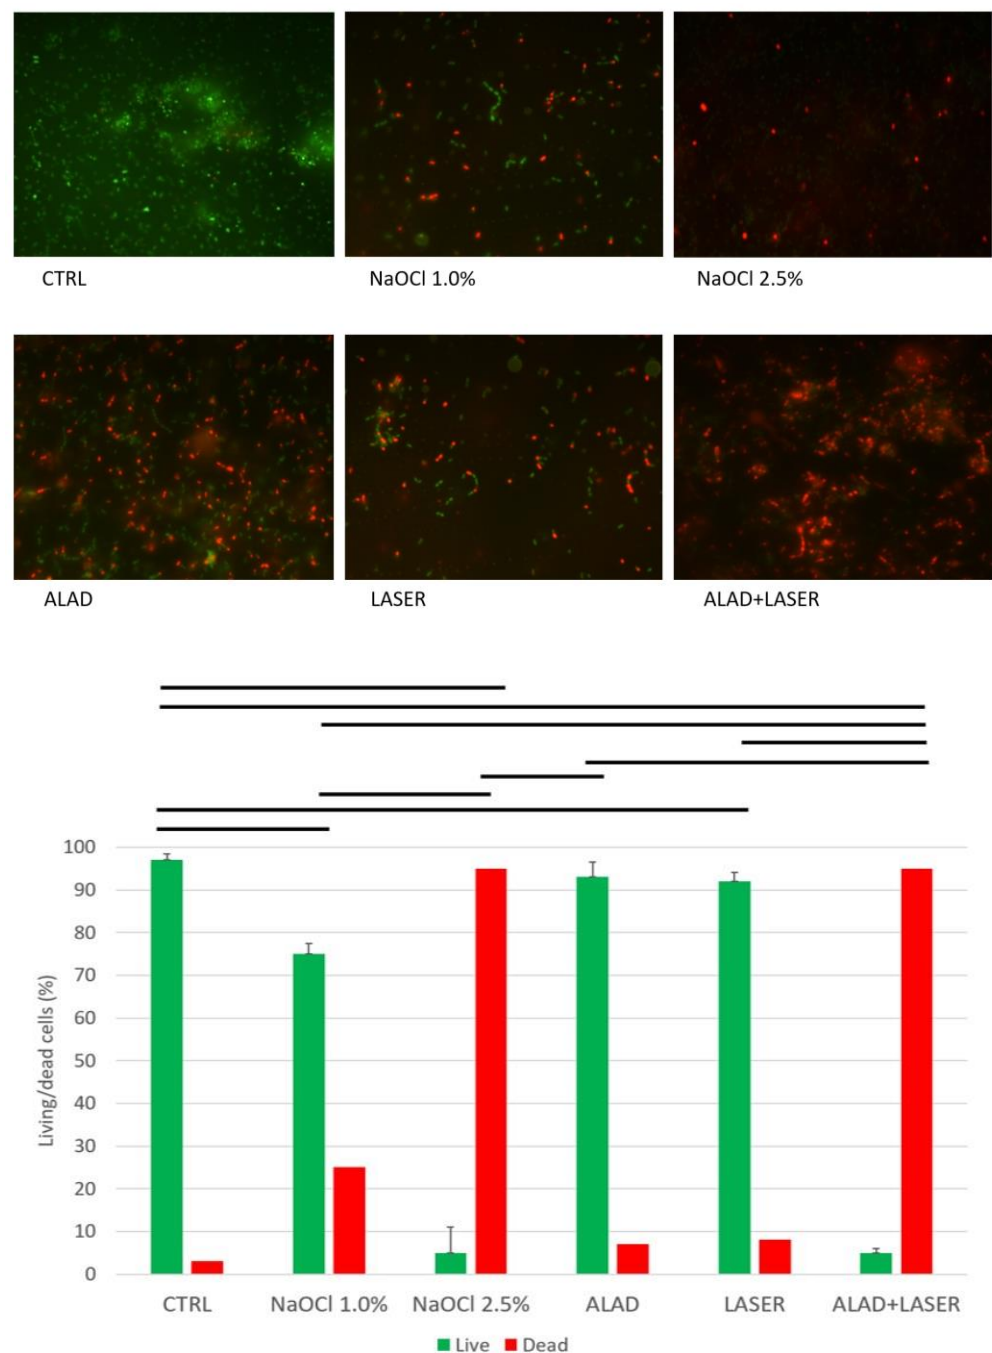 CTRL NaOCl 1.0% NaOCl 2.5%
ALAD LASER ALAD+LASER
100
90
80
70
60
50
40
30
20
10
0
Living/dead cells (%)
CTRL NaOCl 1.0% NaOCl 2.5% ALAD LASER ALAD+LASER
Live Dead